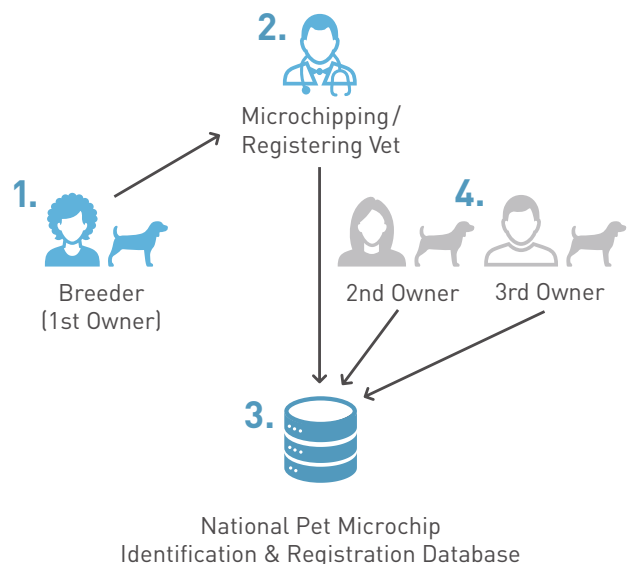 2.
Microchipping/
Registering Vet
1.
Breeder
(1st Owner)
4.
2nd Owner
3rd Owner
3.
National Pet Microchip
Identification & Registration Database